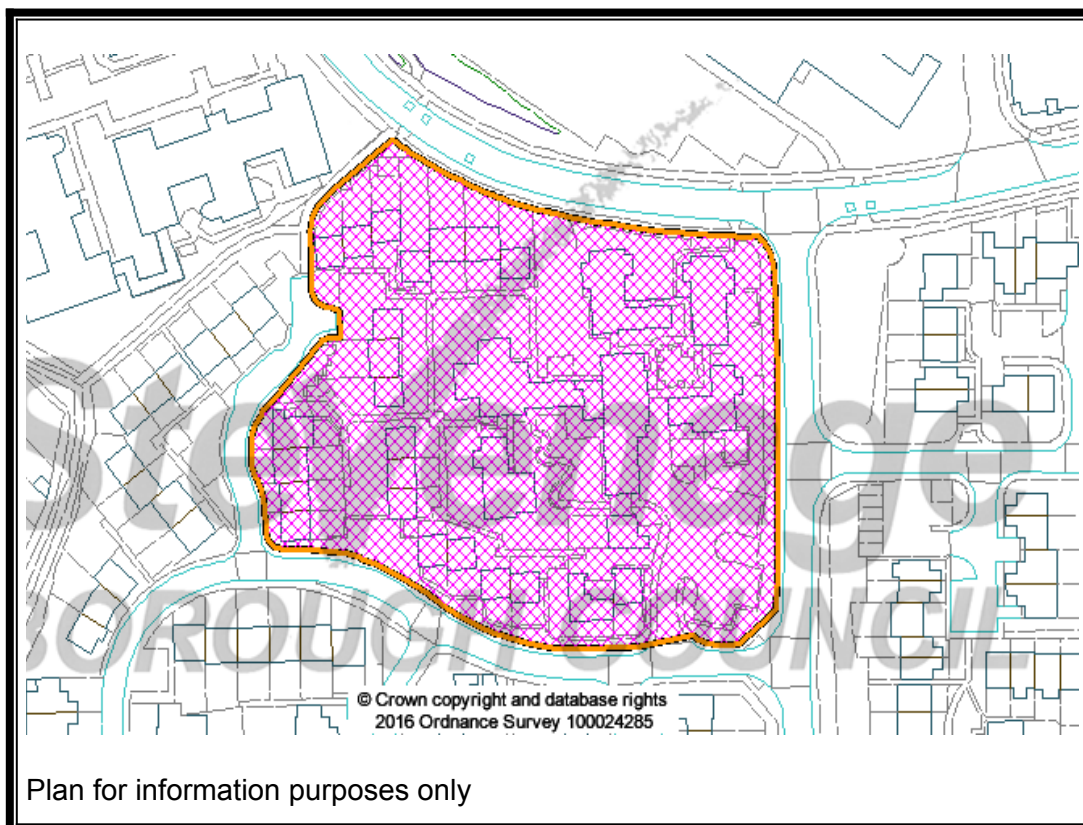 Stevenage
BOROUGH COUNCIL
© Crown copyright and database rights
2016 Ordnance Survey 100024285
Plan for information purposes only